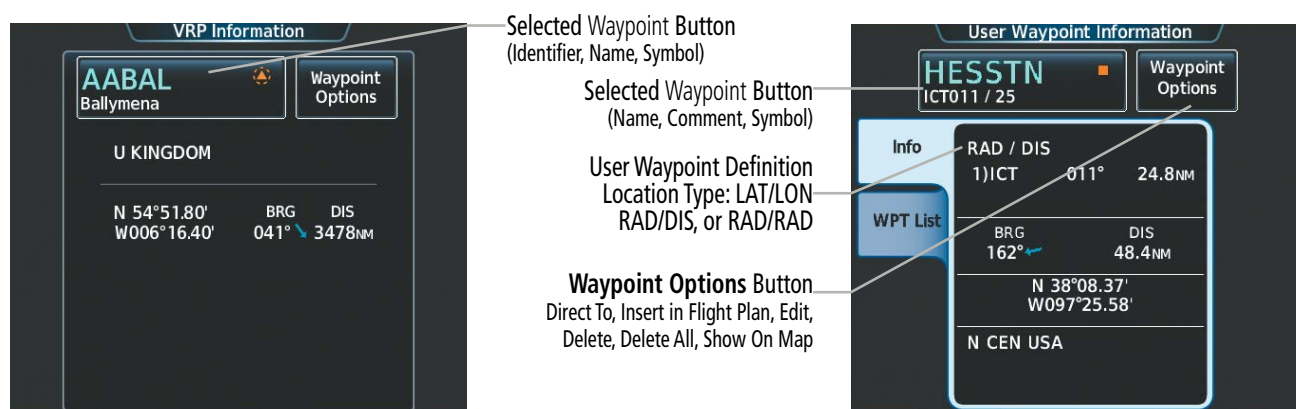 VRP Information
AABAL
Ballymena
Waypoint
Options
U KINGDOM
N 54°51.80'
W006°16.40'
BRG DIS
041° 3478NM
Selected Waypoint Button
(Identifier, Name, Symbol)
Selected Waypoint Button
(Name, Comment, Symbol)
User Waypoint Definition
Location Type: LAT/LON
RAD/DIS, or RAD/RAD
Waypoint Options Button
Direct To, Insert in Flight Plan, Edit,
Delete, Delete All, Show On Map
User Waypoint Information
HESSTN
ICT011 / 25
Waypoint
Options
Info
WPT List
RAD / DIS
1)ICT 011° 24.8NM
BRG DIS
162° 48.4NM
N 38°08.37'
W097°25.58'
N CEN USA